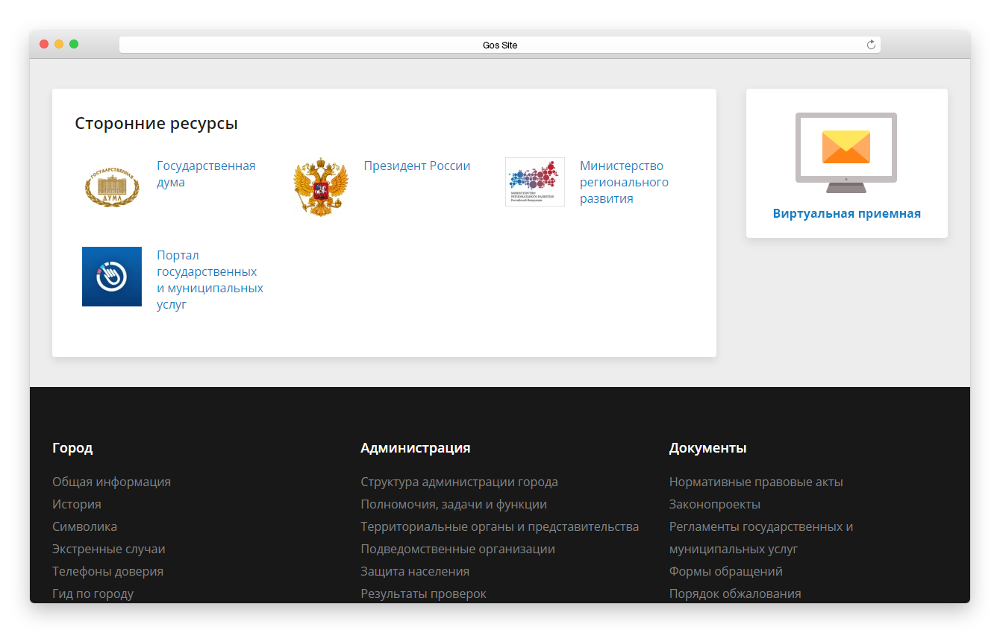 Gos Site
Сторонние ресурсы
ГОСУДАРСТВЕННАЯ
ДУМА
Государственная
дума
Президент России
МИНИСТЕРСТВО
РЕГИОНАЛЬНОГО РАЗВИТИЯ
Российской Федерации
Министерство
регионального
развития
Портал
государственных
и муниципальных
услуг
Виртуальная приемная
Город
Общая информация
История
Символика
Экстренные случаи
Телефоны доверия
Гид по городу
Администрация
Структура администрации города
Полномочия, задачи и функции
Территориальные органы и представительства
Подведомственные организации
Защита населения
Результаты проверок
Документы
Нормативные правовые акты
Законопроекты
Регламенты государственных и
муниципальных услуг
Формы обращений
Порядок обжалования